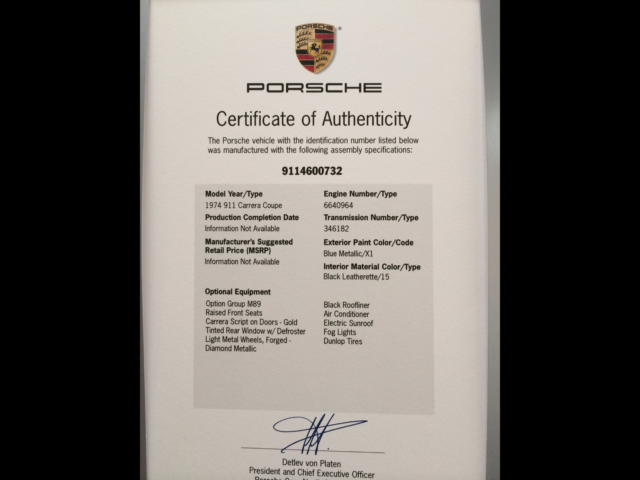 PORSCHE
PORSCHE
Certificate of Authenticity
The Porsche vehicle with the identification number listed below
was manufactured with the following assembly specifications:
9114600732
Model Year/Type
1974 911 Carrera Coupe
Production Completion Date
Information Not Available
Manufacturer's Suggested
Retail Price (MSRP)
Information Not Available
Engine Number/Type
6640964
Transmission Number/Type
346182
Exterior Paint Color/Code
Blue Metallic/X1
Interior Material Color/Type
Black Leatherette/15
Optional Equipment
Option Group M89
Raised Front Seats
Carrera Script on Doors - Gold
Tinted Rear Window w/ Defroster
Light Metal Wheels, Forged -
Diamond Metallic
Black Roofliner
Air Conditioner
Electric Sunroof
Fog Lights
Dunlop Tires
Detlev von Platen
President and Chief Executive Officer